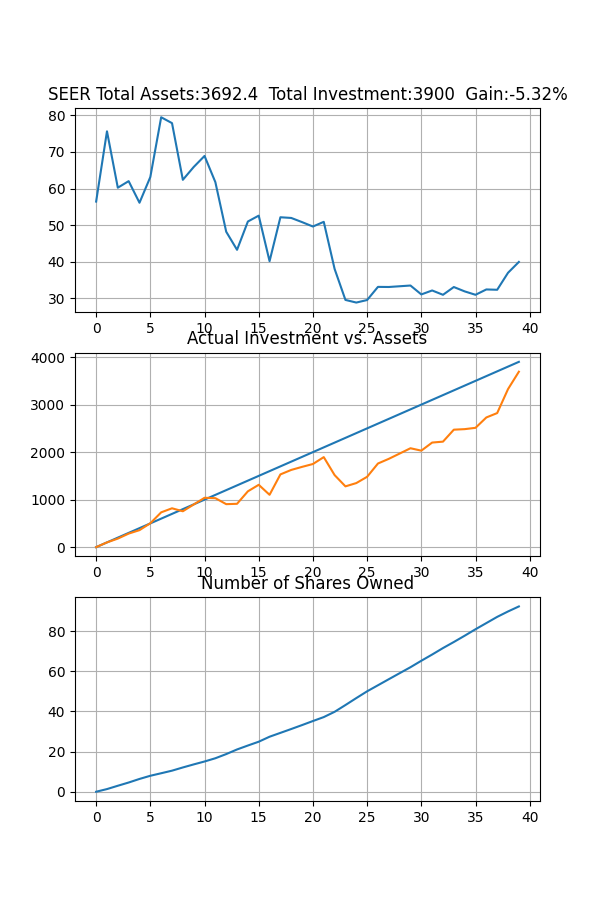 SEER Total Assets:3692.4  Total Investment:3900  Gain:-5.32%
80
70
60
50
40
30
0 5 10 15 20 25 30 35 40
Actual Investment vs. Assets
4000
3000
2000
1000
0
0 5 10 15 20 25 30 35 40
Number of Shares Owned
80
60
40
20
0
0 5 10 15 20 25 30 35 40